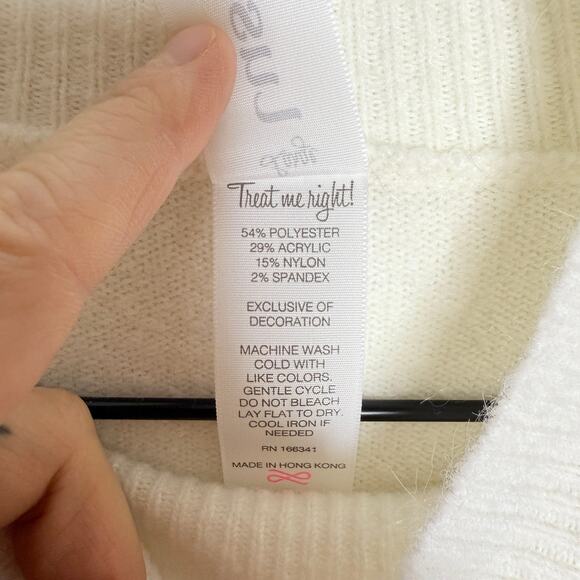 Treat me right!
54% POLYESTER
29% ACRYLIC
15% NYLON
2% SPANDEX
EXCLUSIVE OF
DECORATION
MACHINE WASH
COLD WITH
LIKE COLORS.
GENTLE CYCLE
DO NOT BLEACH
LAY FLAT TO DRY.
COOL IRON IF
NEEDED
RN 166341
MADE IN HONG KONG